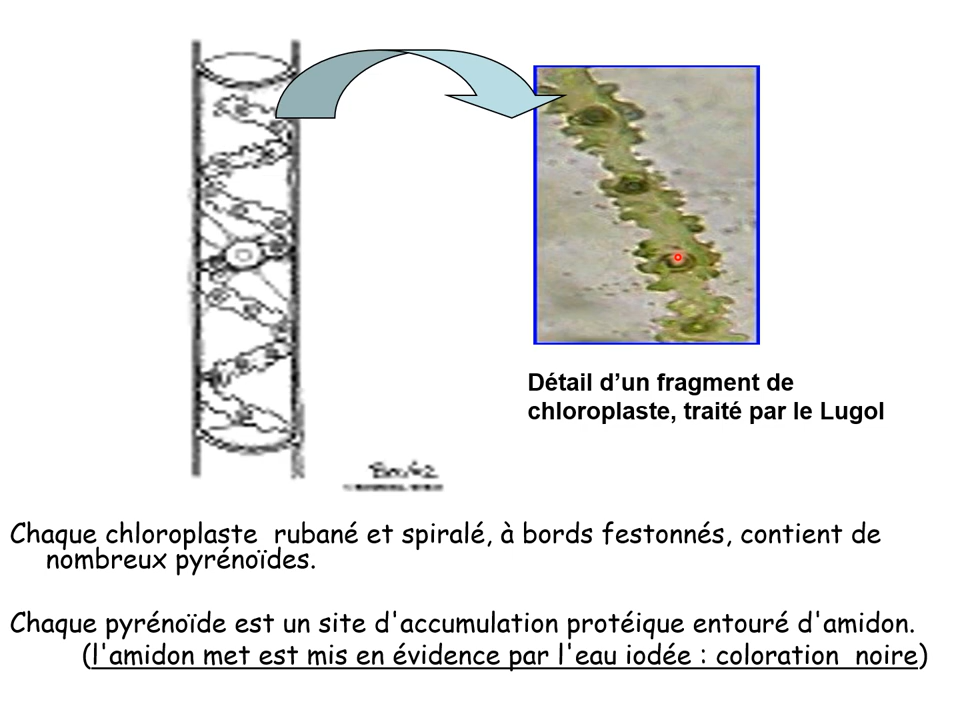 Détail d’un fragment de
chloroplaste, traité par le Lugol
Chaque chloroplaste rubané et spiralé, à bords festonnés, contient de
nombreux pyrénoïdes.
Chaque pyrénoïde est un site d'accumulation protéique entouré d'amidon.
(l'amidon met est mis en évidence par l'eau iodée : coloration noire)